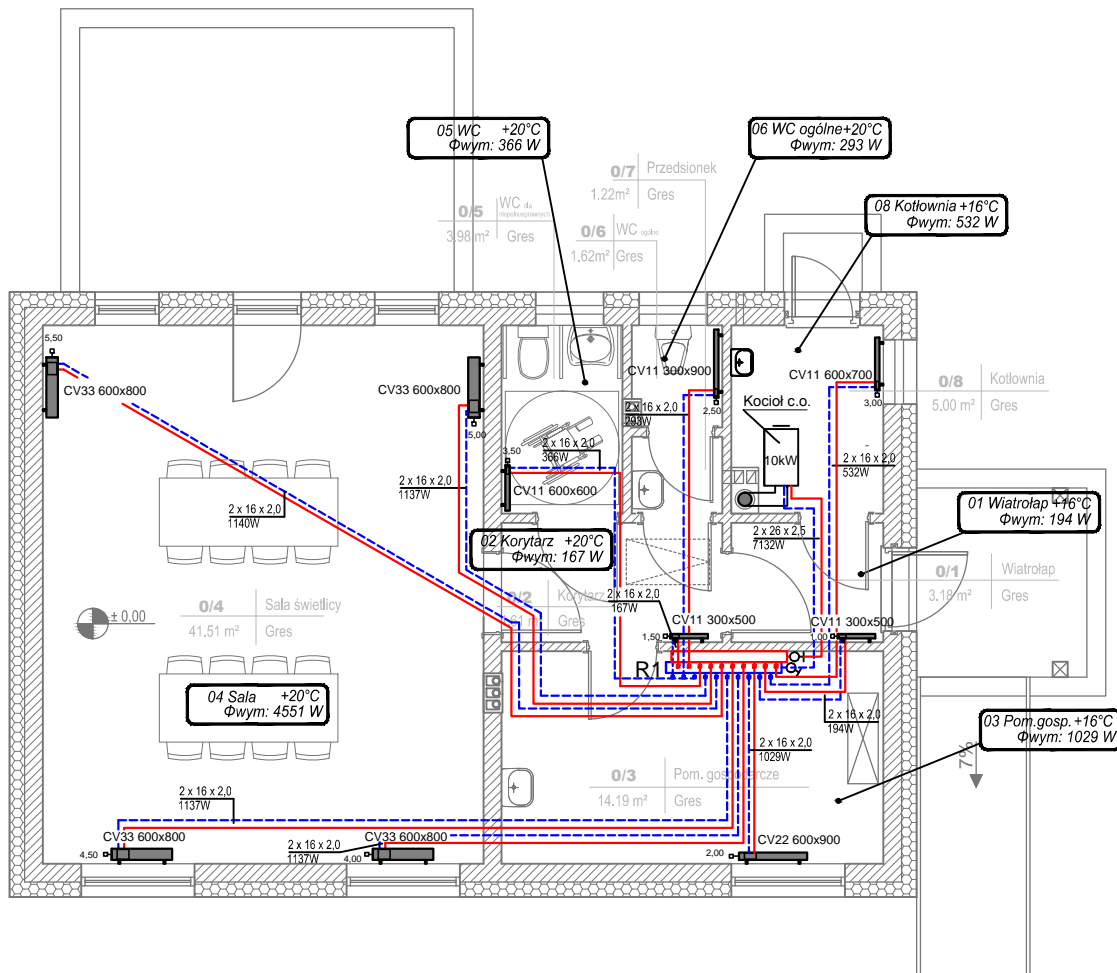 05 WC +20°C
Φwym: 366 W
06 WC ogólne+20°C
Φwym: 293 W
0/7 Przedsionek
1.22m² Gres
08 Kotłownia +16°C
Φwym: 532 W
0/5 WC dla
niepełnosprawnych
3.98 m² Gres
0/6 WC ogólne
1.62m² Gres
5,50
CV33 600x800
CV33 600x800
5,00
CV11 300x900
2,50
CV11 600x700
3,00
0/8 Kotłownia
5,00 m² Gres
Kocioł c.o.
10kW
2 x 16 x 2,0
293W
2 x 16 x 2,0
366W
3,50
CV11 600x600
2 x 16 x 2,0
532W
2 x 16 x 2,0
1137W
2 x 16 x 2,0
1140W
01 Wiatrołap +16°C
Φwym: 194 W
02 Korytarz +20°C
Φwym: 167 W
2 x 26 x 2,5
7132W
0/1 Wiatrołap
3.18 m² Gres
0/2 Korytarz
Gres
2 x 16 x 2,0
167W
± 0,00
0/4 Sala świetlicy
41.51 m² Gres
1,50
CV11 300x500
1,00
CV11 300x500
R1
04 Sala +20°C
Φwym: 4551 W
2 x 16 x 2,0
194W
03 Pom.gosp.+16°C
Φwym: 1029 W
2 x 16 x 2,0
1029W
7%
0/3 Pom. gospodarcze
14.19 m² Gres
2 x 16 x 2,0
1137W
CV33 600x800
4,50
2 x 16 x 2,0
1137W
CV33 600x800
4,00
CV22 600x900
2,00